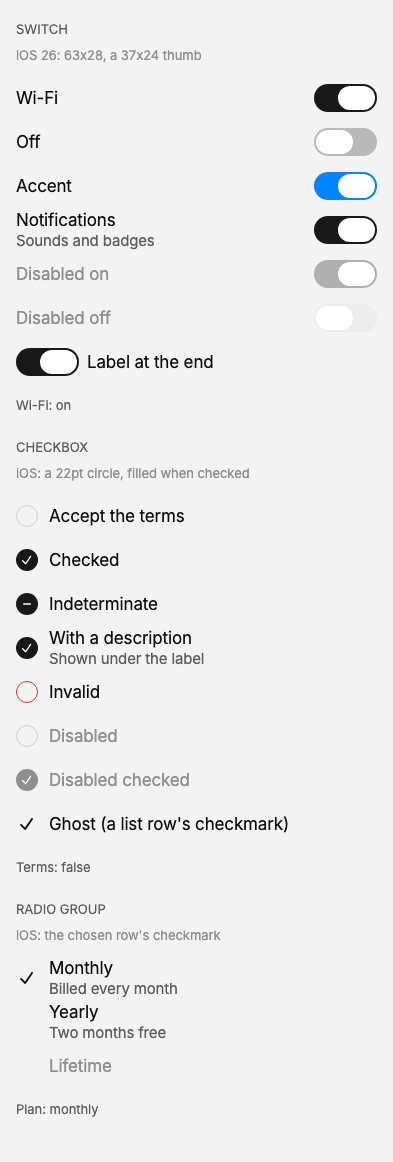 SWITCH
iOS 26: 63x28, a 37x24 thumb
Wi-Fi
Off
Accent
Notifications
Sounds and badges
Disabled on
Disabled off
Label at the end
Wi-Fi: on
CHECKBOX
iOS: a 22pt circle, filled when checked
Accept the terms
Checked
Indeterminate
With a description
Shown under the label
Invalid
Disabled
Disabled checked
Ghost (a list row's checkmark)
Terms: false
RADIO GROUP
iOS: the chosen row's checkmark
Monthly
Billed every month
Yearly
Two months free
Lifetime
Plan: monthly